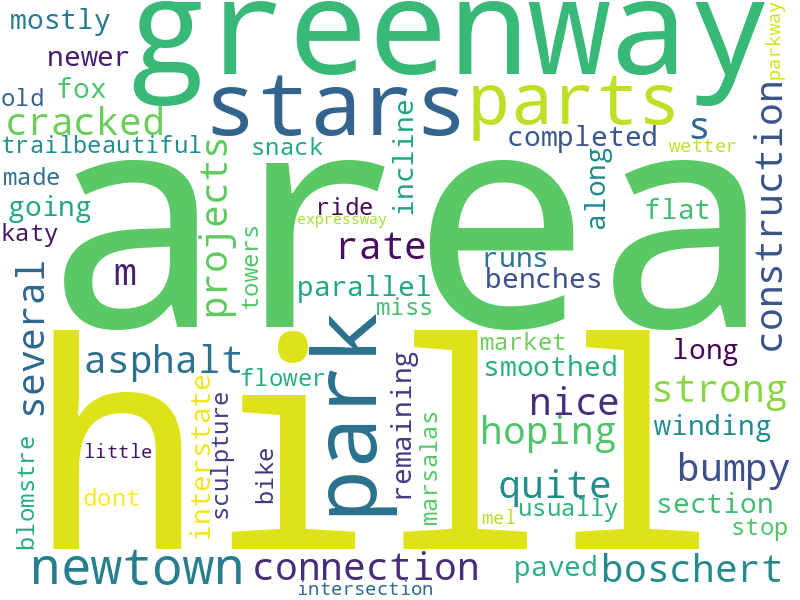 mostly
greenway
parkway
newer
old
fox
stars
parts
cracked
completed
s
trailbeautiful
snack
incline
wetter
construction
made
area
projects
along
going
ride
flat
katy
expressway
towers
rate
m
runs
parallel
benches
several
miss
hill
park
asphalt
market
long
smoothed
flower
remaining
nice
strong
interstate
sculpture
marsalas
hoping
winding
little
blomstre
bike
bumpy
dont
quite
usually
section
mel
stop
newtown
connection
paved
boschert
intersection